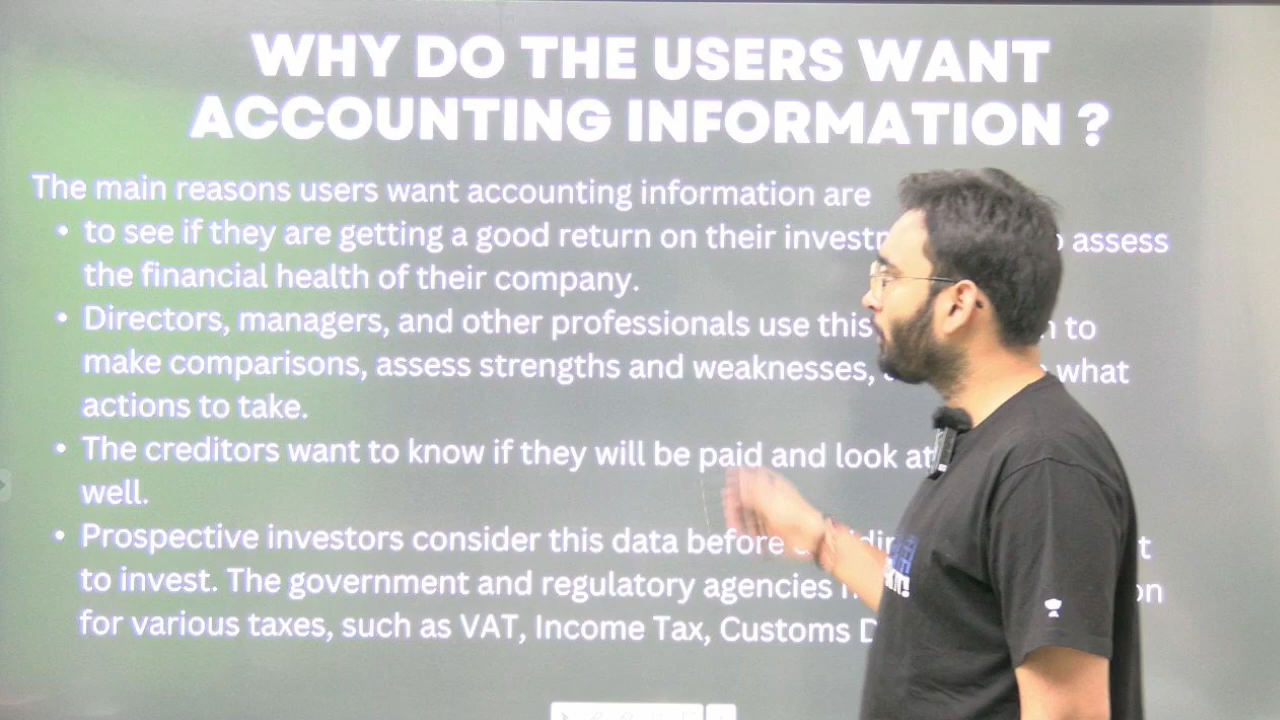 WHY DO THE USERS WANT
ACCOUNTING INFORMATION ?
The main reasons users want accounting information are
• to see if they are getting a good return on their assess
the financial health of their company.
• Directors, managers, and other professionals use this to
make comparisons, assess strengths and weaknesses, what
actions to take.
• The creditors want to know if they will be paid and look at
well.
• Prospective investors consider this data before
to invest. The government and regulatory agencies
for various taxes, such as VAT, Income Tax, Customs